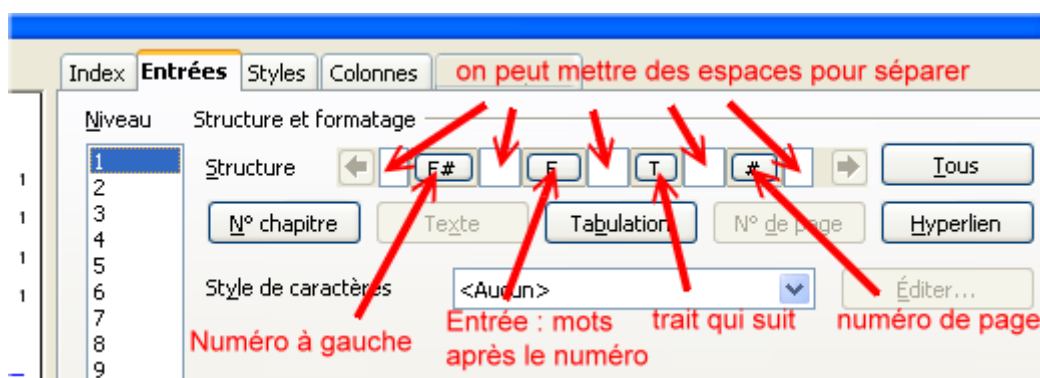 Index Entrées Styles Colonnes on peut mettre des espaces pour séparer
Niveau Structure et formatage
1
2
3
4
5
6
7
8
9
Structure E# E T # Tous
N° chapitre Texte Tabulation N° de page Hyperlien
Style de caractères <Aucun> Éditer...
Numéro à gauche
Entrée : mots
après le numéro
trait qui suit
numéro de page
1
1
1
1